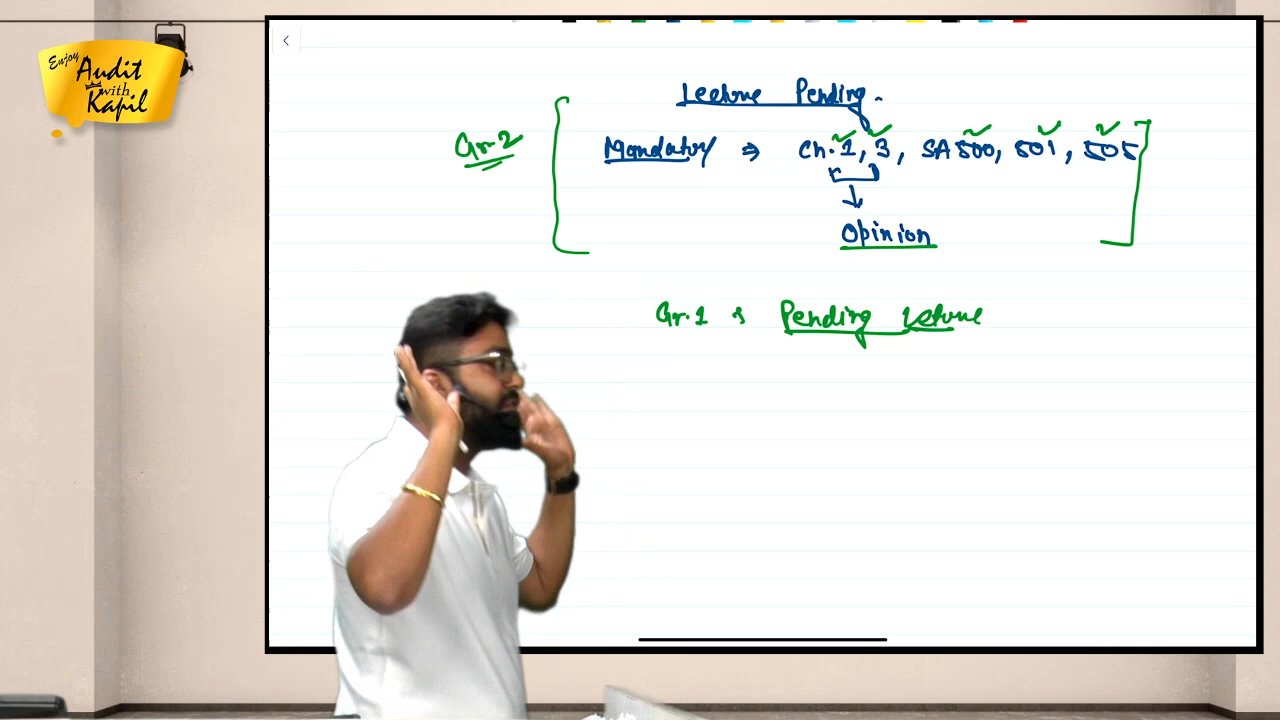 Enjoy
Audit
with
Kapil
Lecture Pending.
Gr. 2
Mandatory ⇒ Ch. 1, 3, SA 500, 501, 505
Opinion
Gr. 1 & Pending Lecture